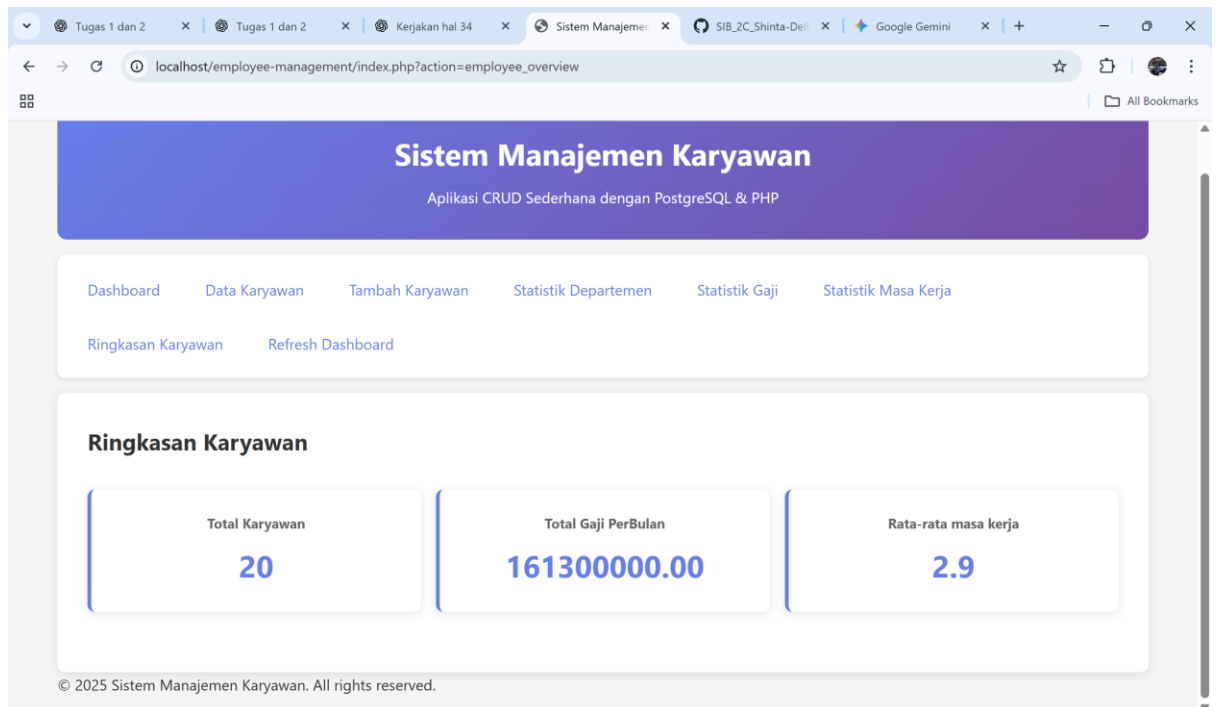 Tugas 1 dan 2
Tugas 1 dan 2
Kerjakan hal 34
Sistem Manajemen
SIB_2C_Shinta-Deli
Google Gemini
localhost/employee-management/index.php?action=employee_overview
All Bookmarks
Sistem Manajemen Karyawan
Aplikasi CRUD Sederhana dengan PostgreSQL & PHP
Dashboard Data Karyawan Tambah Karyawan Statistik Departemen Statistik Gaji Statistik Masa Kerja
Ringkasan Karyawan Refresh Dashboard
Ringkasan Karyawan
Total Karyawan
20
Total Gaji PerBulan
161300000.00
Rata-rata masa kerja
2.9
© 2025 Sistem Manajemen Karyawan. All rights reserved.